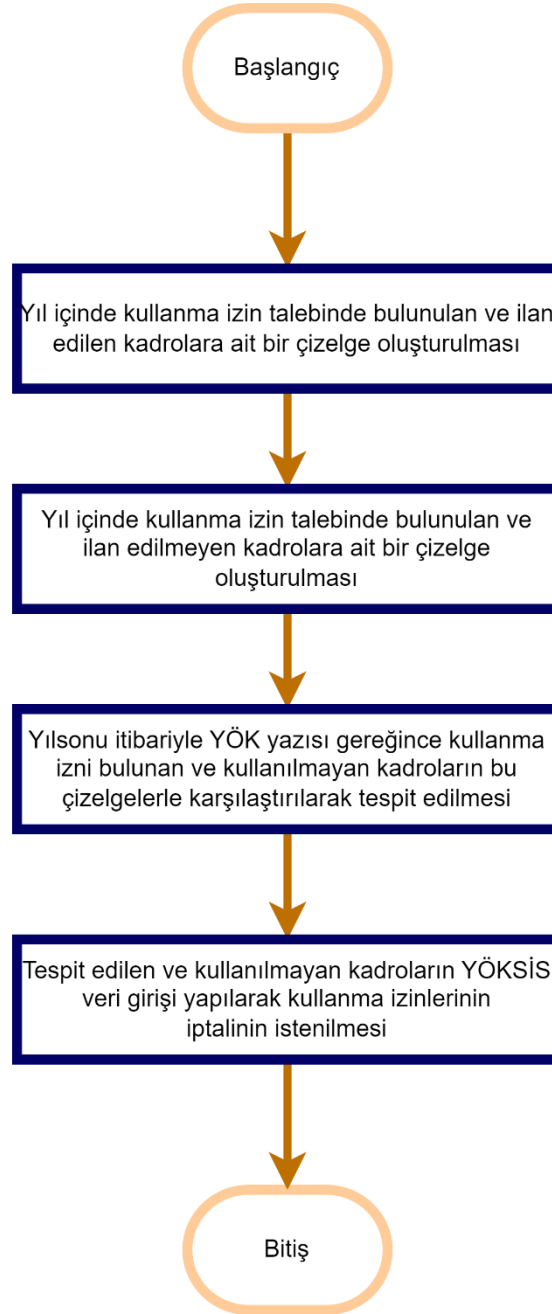 Başlangıç
Yıl içinde kullanma izin talebinde bulunulan ve ilan
edilen kadrolara ait bir çizelge oluşturulması
Yıl içinde kullanma izin talebinde bulunulan ve
ilan edilmeyen kadrolara ait bir çizelge
oluşturulması
Yılsonu itibariyle YÖK yazısı gereğince kullanma
izni bulunan ve kullanılmayan kadroların bu
çizelgelerle karşılaştırılarak tespit edilmesi
Tespit edilen ve kullanılmayan kadroların YÖKSİS
veri girişi yapılarak kullanma izinlerinin
iptalinin istenilmesi
Bitiş